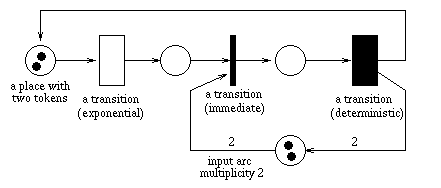 a place with
two tokens
a transition
(exponential)
a transition
(immediate)
a transition
(deterministic)
2
2
input arc
multiplicity 2